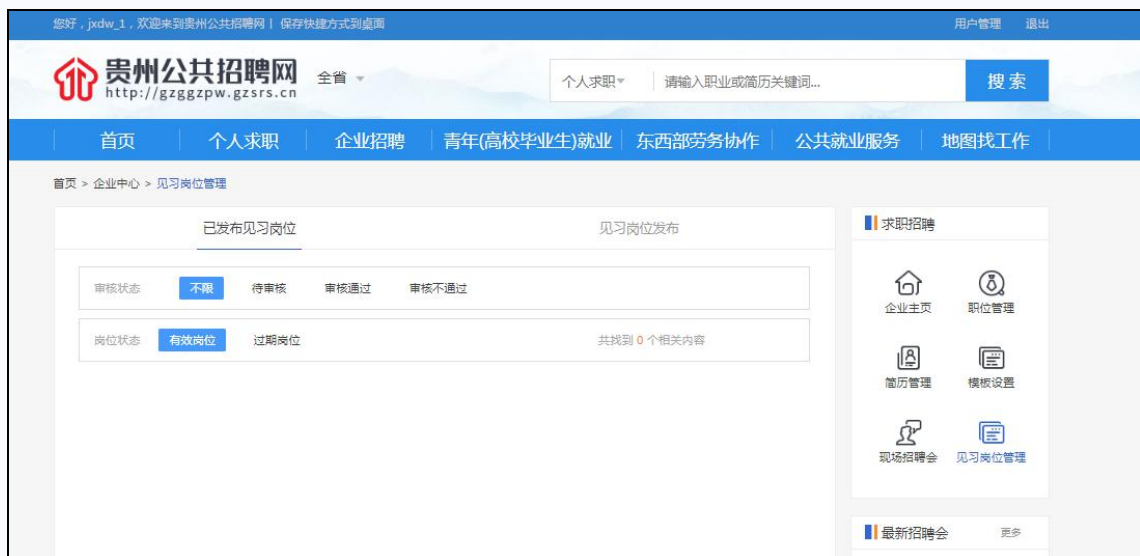 您好，jxdw_1，欢迎来到贵州公共招聘网| 保存快捷方式到桌面 用户管理 退出
贵州公共招聘网 全省
http://gzggzpw.gzsrs.cn
个人求职 请输入职业或简历关键词... 搜 索
首页 个人求职 企业招聘 青年(高校毕业生)就业 东西部劳务协作 公共就业服务 地图找工作
首页 > 企业中心 > 见习岗位管理
已发布见习岗位 见习岗位发布
审核状态 不限 待审核 审核通过 审核不通过
岗位状态 有效岗位 过期岗位 共找到 0 个相关内容
求职招聘
企业主页 职位管理
简历管理 模板设置
现场招聘会 见习岗位管理
最新招聘会 更多